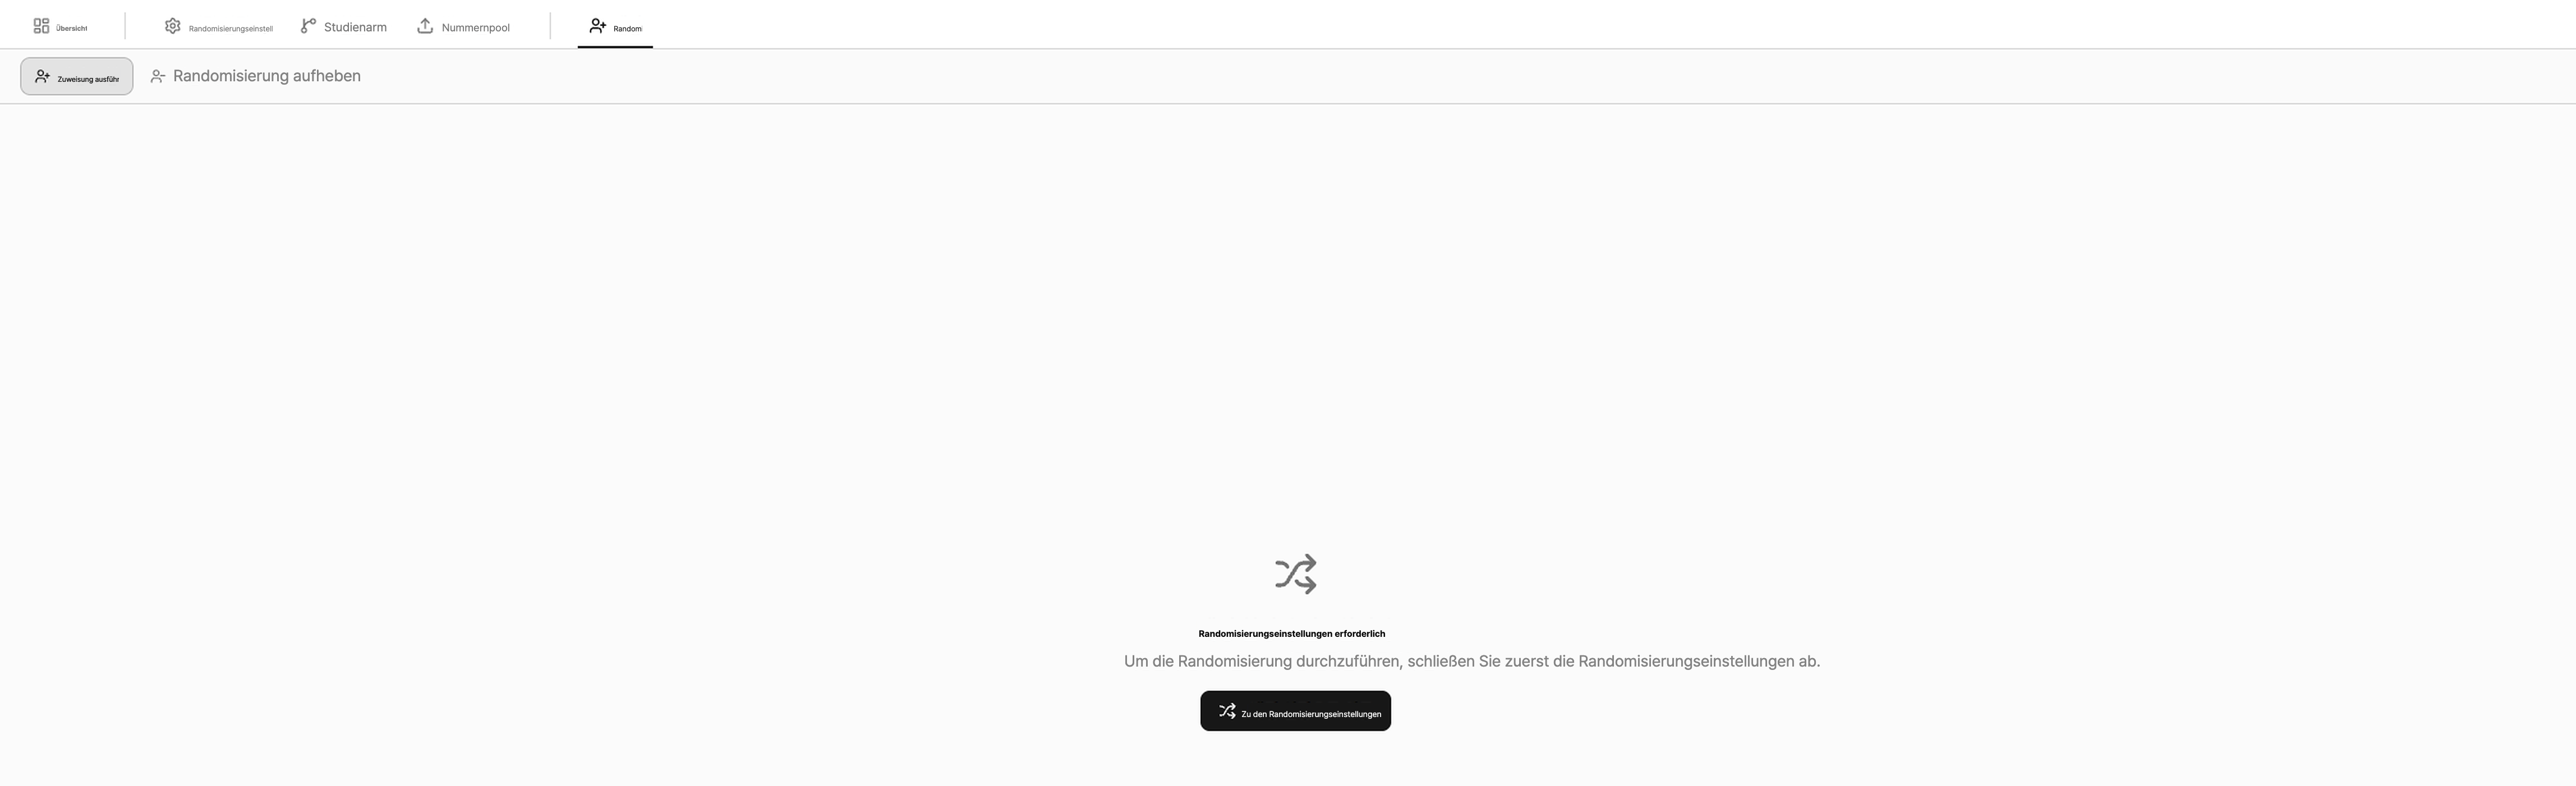 Übersicht
Randomisierungseinstell
Studienarm
Nummernpool
Random
Zuweisung ausführ
Randomisierung aufheben
Randomisierungseinstellungen erforderlich
Um die Randomisierung durchzuführen, schließen Sie zuerst die Randomisierungseinstellungen ab.
Zu den Randomisierungseinstellungen